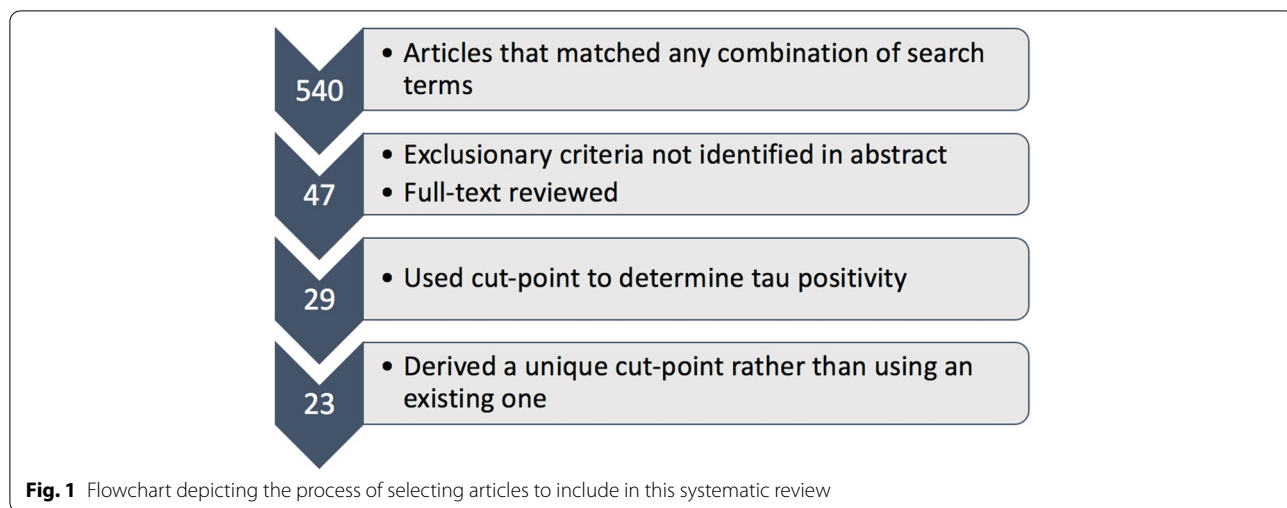 540
• Articles that matched any combination of search
terms
47
• Exclusionary criteria not identified in abstract
• Full-text reviewed
29
• Used cut-point to determine tau positivity
23
• Derived a unique cut-point rather than using an
existing one
Fig. 1 Flowchart depicting the process of selecting articles to include in this systematic review